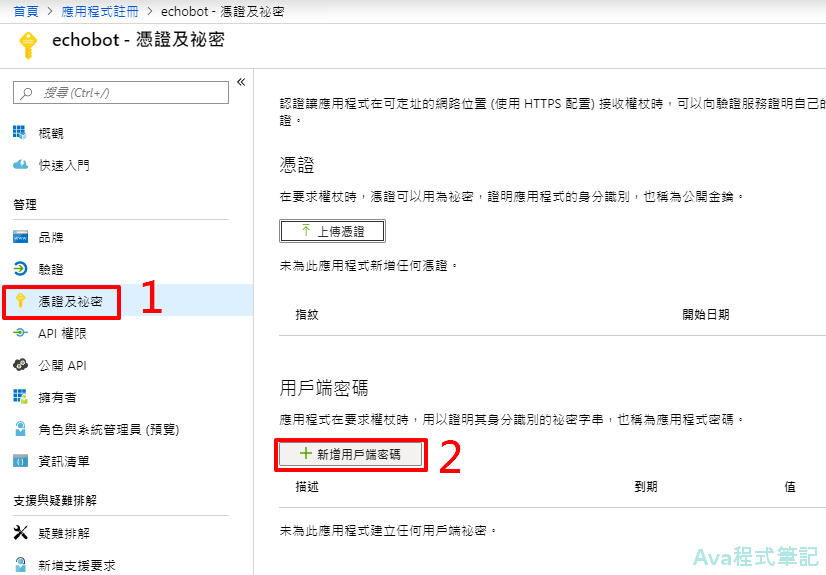 首頁 > 應用程式註冊 > echobot - 憑證及祕密
echobot - 憑證及祕密
搜尋 (Ctrl+/)
«
概觀
快速入門
管理
品牌
驗證
憑證及祕密
1
API 權限
公開 API
擁有者
角色與系統管理員 (預覽)
資訊清單
支援與疑難排解
疑難排解
新增支援要求
認證讓應用程式在可定址的網路位置 (使用 HTTPS 配置) 接收權杖時，可以向驗證服務證明自己的
證。
憑證
在要求權杖時，憑證可以用為祕密，證明應用程式的身分識別，也稱為公開金鑰。
上傳憑證
未為此應用程式新增任何憑證。
指紋 開始日期
用戶端密碼
應用程式在要求權杖時，用以證明其身分識別的祕密字串，也稱為應用程式密碼。
新增用戶端密碼
2
描述 到期 值
未為此應用程式建立任何用戶端祕密。
Ava程式筆記